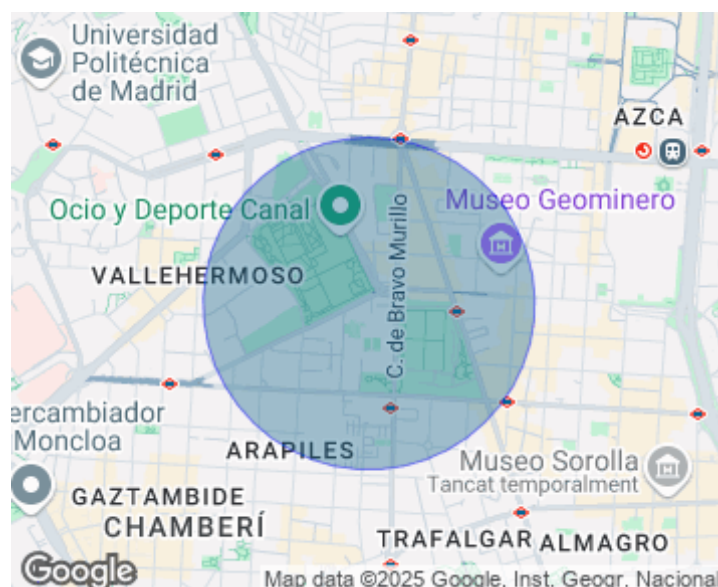 Universidad
Politécnica
de Madrid
AZCA
Ocio y Deporte Canal
Museo Geominero
VALLEHERMOSO
C. de Bravo Murillo
ercambiador
Moncloa
ARAPILES
Museo Sorolla
Tancat temporalment
GAZTAMBIDE
CHAMBERÍ
TRAFALGAR
ALMAGRO
Google
Map data ©2025 Google, Inst. Geogr. Nacional